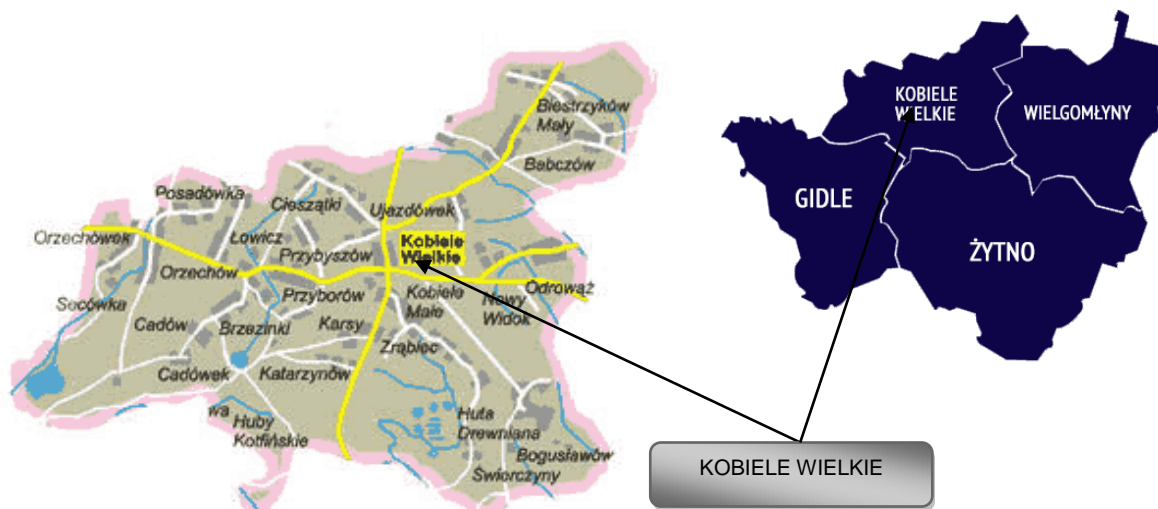 Biestrzyków
Mały
Babczów
Posadówka
Cieszątki
Ujazdówek
Orzechówek
Łowicz
Kobiele
Wielkie
Przybyszów
Orzechów
Secówka
Przyborów
Kobiele
Małe
Nowy
Widok
Odrowąż
Cadów
Brzezinki
Karsy
Zrąbiec
Cadówek
Katarzynów
wa
Huby
Kotfińskie
Huta
Drewniana
Bogusławów
Świerczyny
KOBIELE
WIELKIE
WIELGOMŁYNY
GIDLE
ŻYTNO
KOBIELE WIELKIE